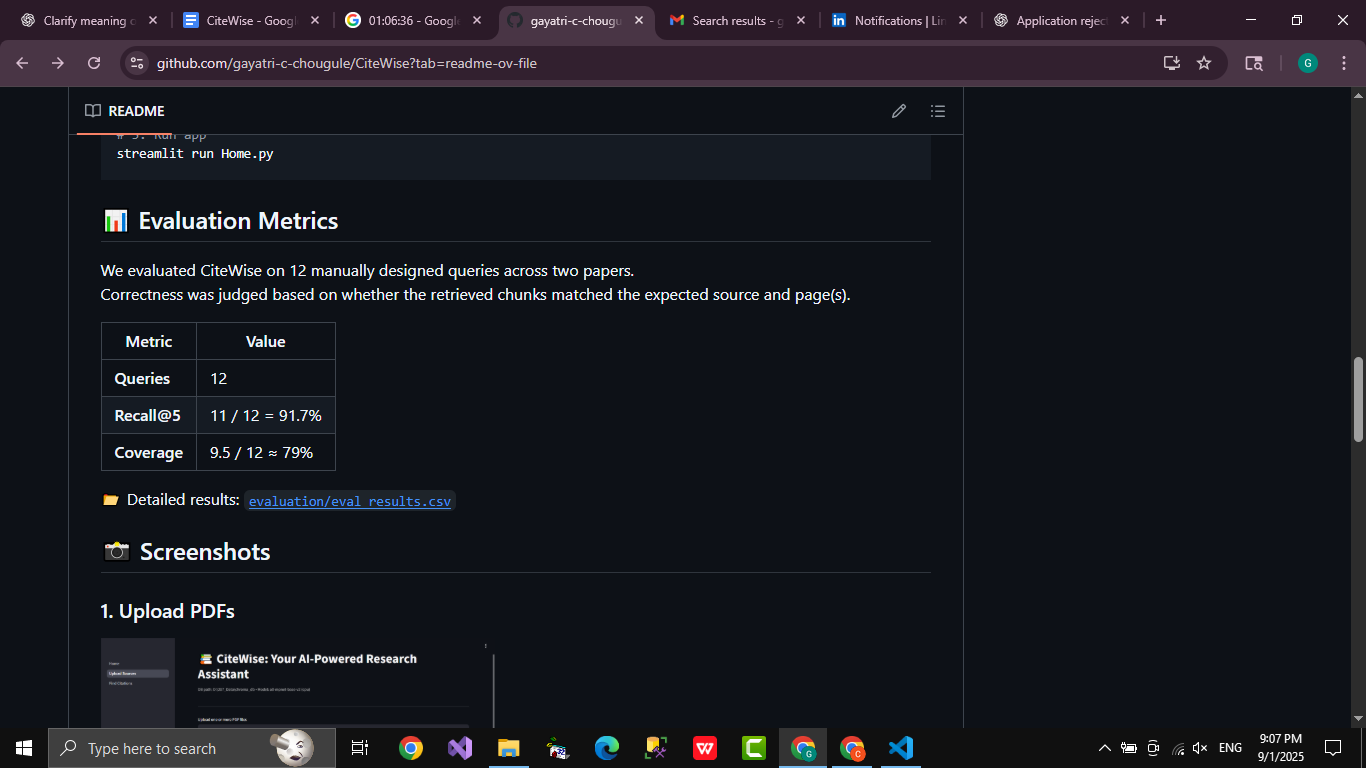 Clarify meaning o
CiteWise - Googl
01:06:36 - Google
gayatri-c-chougu
Search results - g
Notifications | Lin
Application reject
github.com/gayatri-c-chougule/CiteWise?tab=readme-ov-file
G
README
# 5. Run app
streamlit run Home.py
Evaluation Metrics
We evaluated CiteWise on 12 manually designed queries across two papers.
Correctness was judged based on whether the retrieved chunks matched the expected source and page(s).
Metric Value
Queries 12
Recall@5 11 / 12 = 91.7%
Coverage 9.5 / 12 ≈ 79%
Detailed results: evaluation/eval_results.csv
Screenshots
1. Upload PDFs
Home
Upload Sources
Find Citations
CiteWise: Your AI-Powered Research
Assistant
Upload one or more PDF files
Type here to search
ENG
9:07 PM
9/1/2025